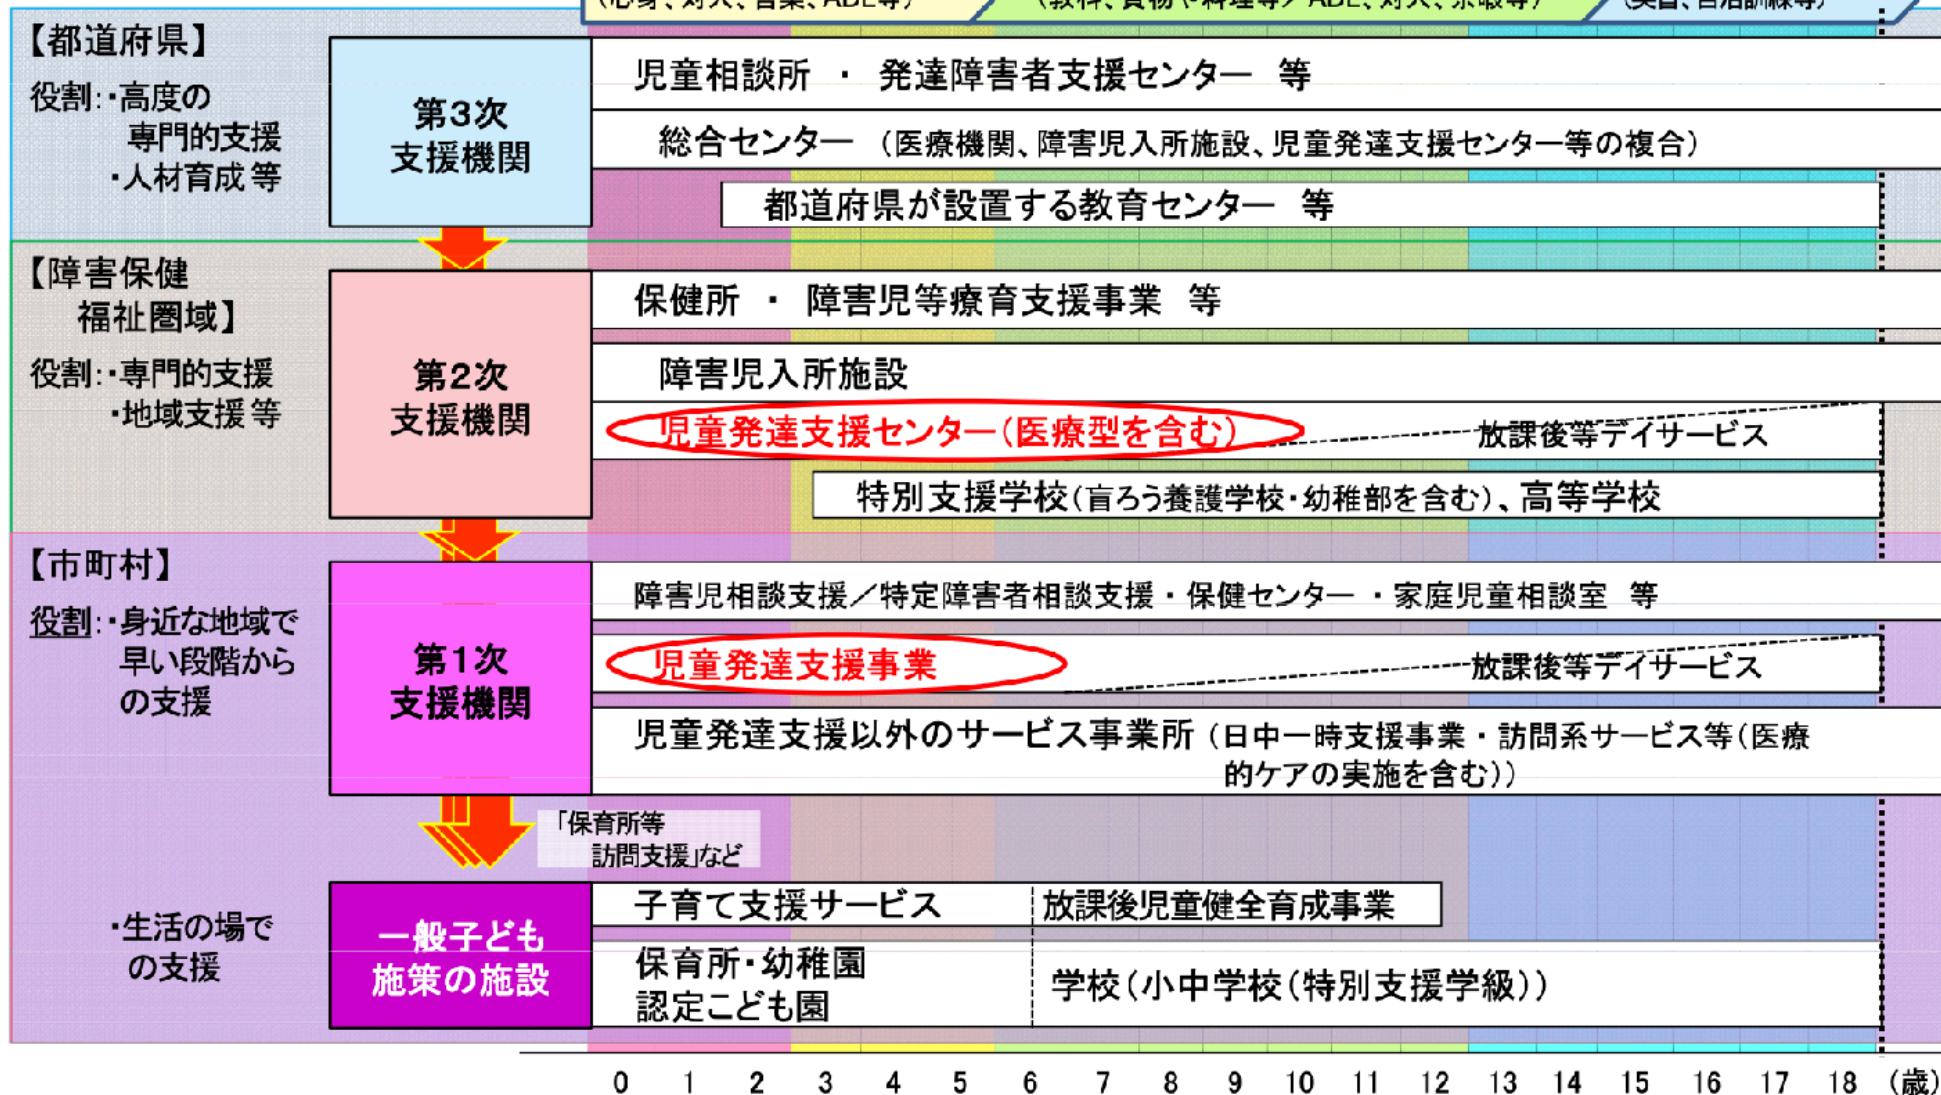 【都道府県】
役割:・高度の
専門的支援
・人材育成 等
第3次
支援機関
児童相談所 ・ 発達障害者支援センター 等
総合センター (医療機関、障害児入所施設、児童発達支援センター等の複合)
都道府県が設置する教育センター 等
【障害保健
福祉圏域】
役割:・専門的支援
・地域支援 等
第2次
支援機関
保健所 ・ 障害児等療育支援事業 等
障害児入所施設
児童発達支援センター(医療型を含む)
放課後等デイサービス
特別支援学校(盲ろう養護学校・幼稚部を含む)、高等学校
【市町村】
役割:・身近な地域で
早い段階から
の支援
第1次
支援機関
障害児相談支援/特定障害者相談支援・保健センター ・家庭児童相談室 等
児童発達支援事業
放課後等デイサービス
児童発達支援以外のサービス事業所 (日中一時支援事業・訪問系サービス等(医療
的ケアの実施を含む))
「保育所等
訪問支援」など
・生活の場で
の支援
一般子ども
施策の施設
子育て支援サービス
放課後児童健全育成事業
保育所・幼稚園
認定こども園
学校(小中学校(特別支援学級))
0 1 2 3 4 5 6 7 8 9 10 11 12 13 14 15 16 17 18 (歳)